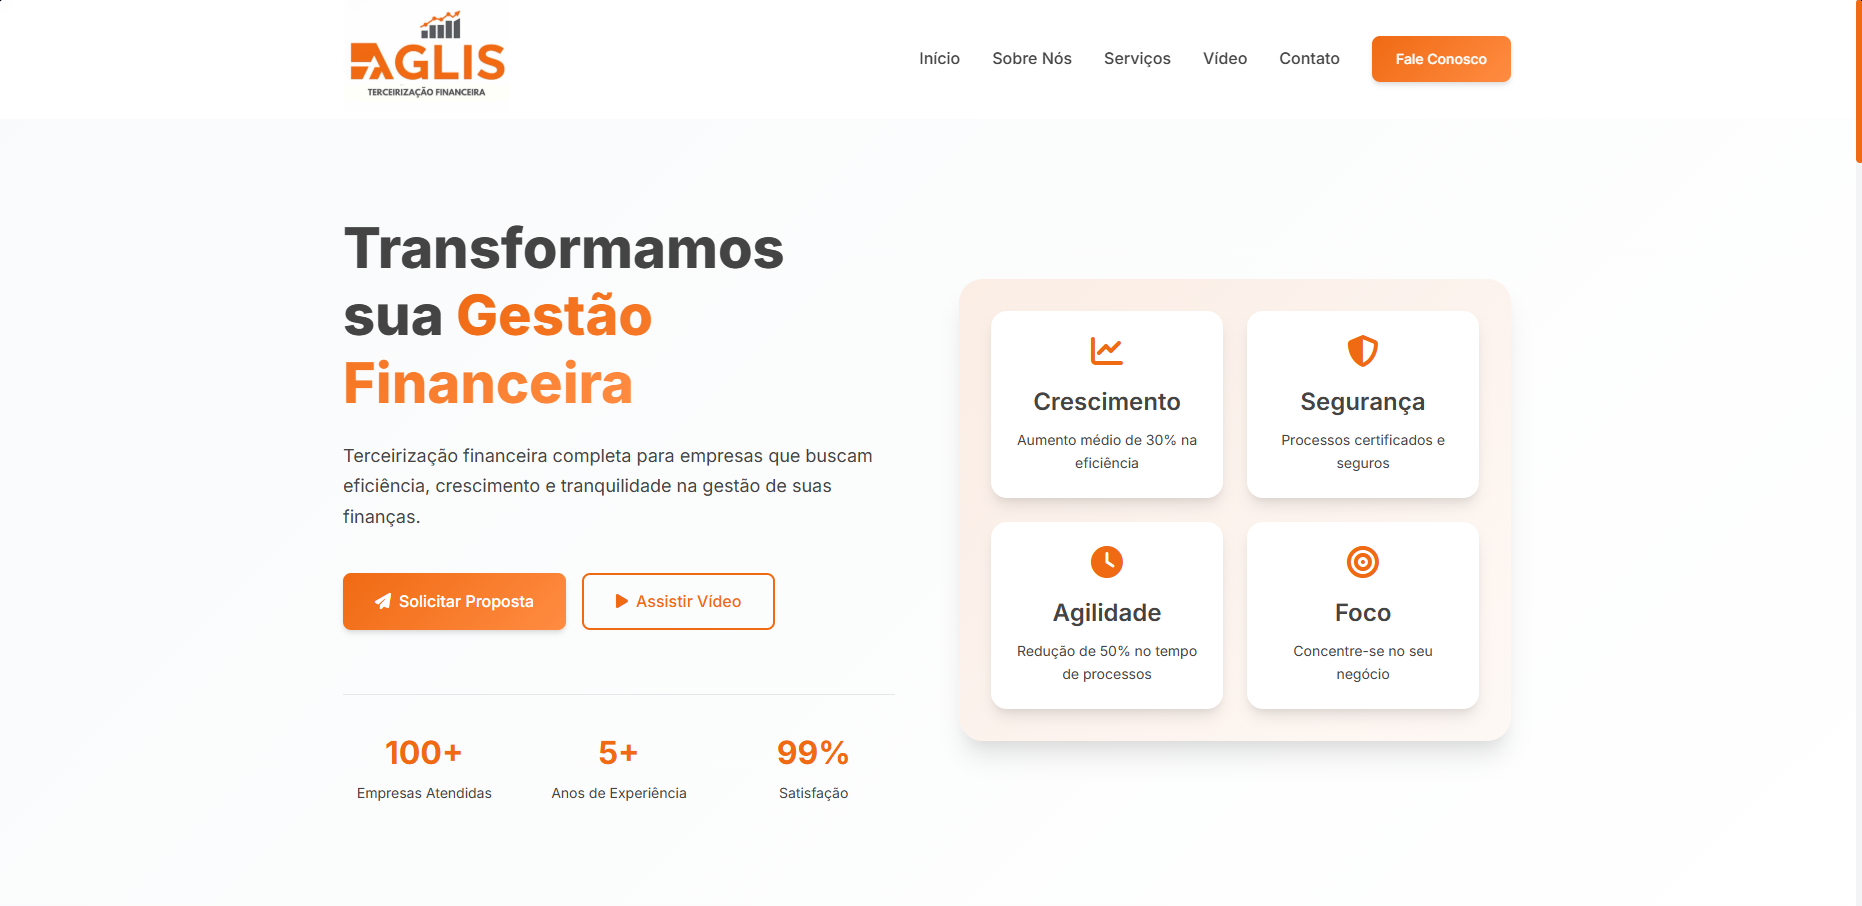 AGLIS
TERCEIRIZAÇÃO FINANCEIRA
Início
Sobre Nós
Serviços
Vídeo
Contato
Fale Conosco
Transformamos
sua Gestão
Financeira
Terceirização financeira completa para empresas que buscam
eficiência, crescimento e tranquilidade na gestão de suas
finanças.
Solicitar Proposta
Assistir Vídeo
100+
Empresas Atendidas
5+
Anos de Experiência
99%
Satisfação
Crescimento
Aumento médio de 30% na
eficiência
Segurança
Processos certificados e
seguros
Agilidade
Redução de 50% no tempo
de processos
Foco
Concentre-se no seu
negócio